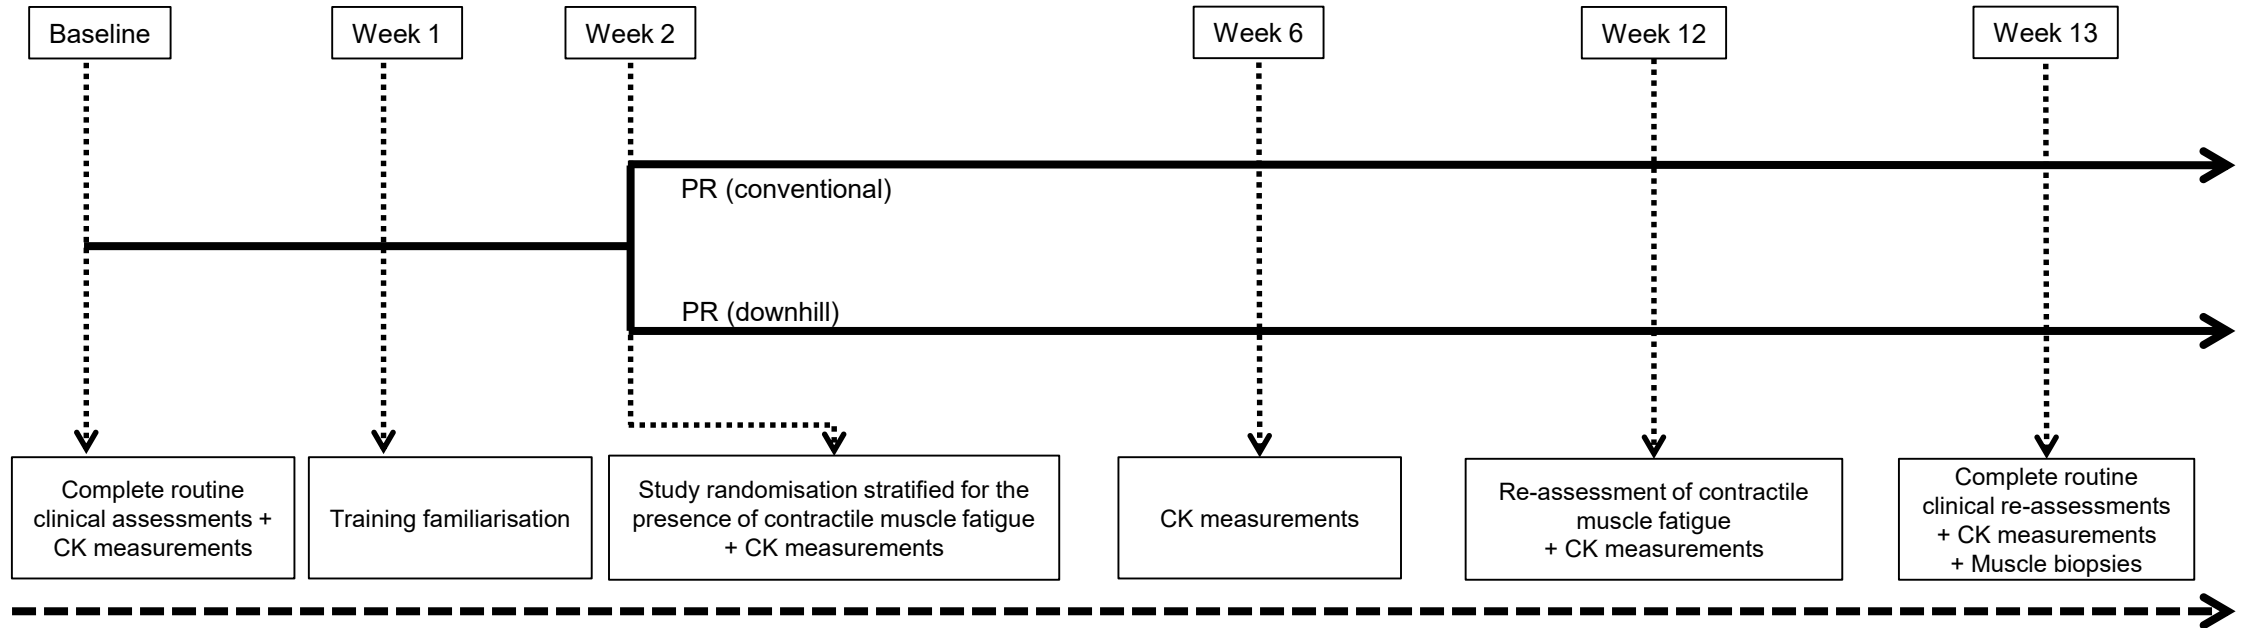 Baseline
Week 1
Week 2
Week 6
Week 12
Week 13
PR (conventional)
PR (downhill)
Complete routine
clinical assessments +
CK measurements
Training familiarisation
Study randomisation stratified for the
presence of contractile muscle fatigue
+ CK measurements
CK measurements
Re-assessment of contractile
muscle fatigue
+ CK measurements
Complete routine
clinical re-assessments
+ CK measurements
+ Muscle biopsies